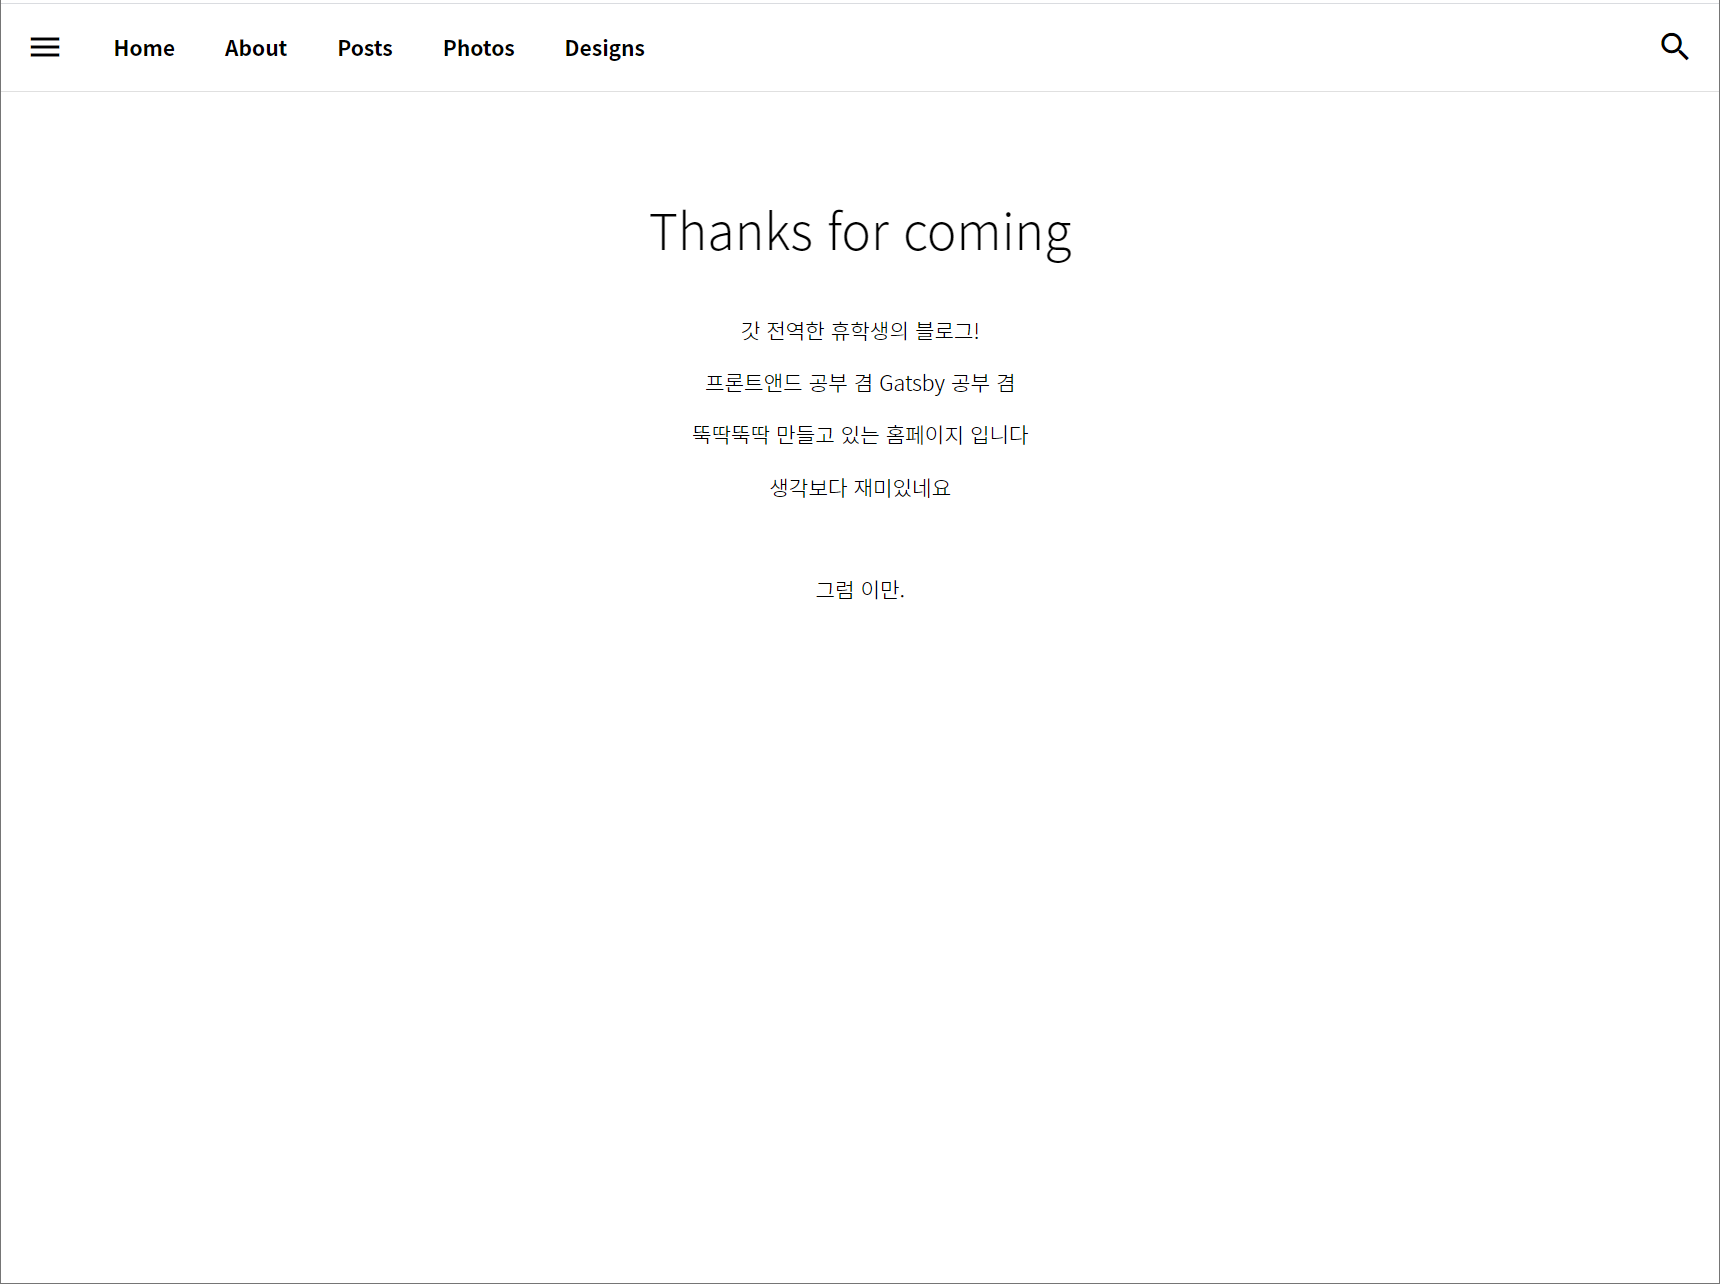 Home About Posts Photos Designs
Thanks for coming
갓 전역한 휴학생의 블로그!
프론트앤드 공부 겸 Gatsby 공부 겸
뚝딱뚝딱 만들고 있는 홈페이지 입니다
생각보다 재미있네요
그럼 이만.